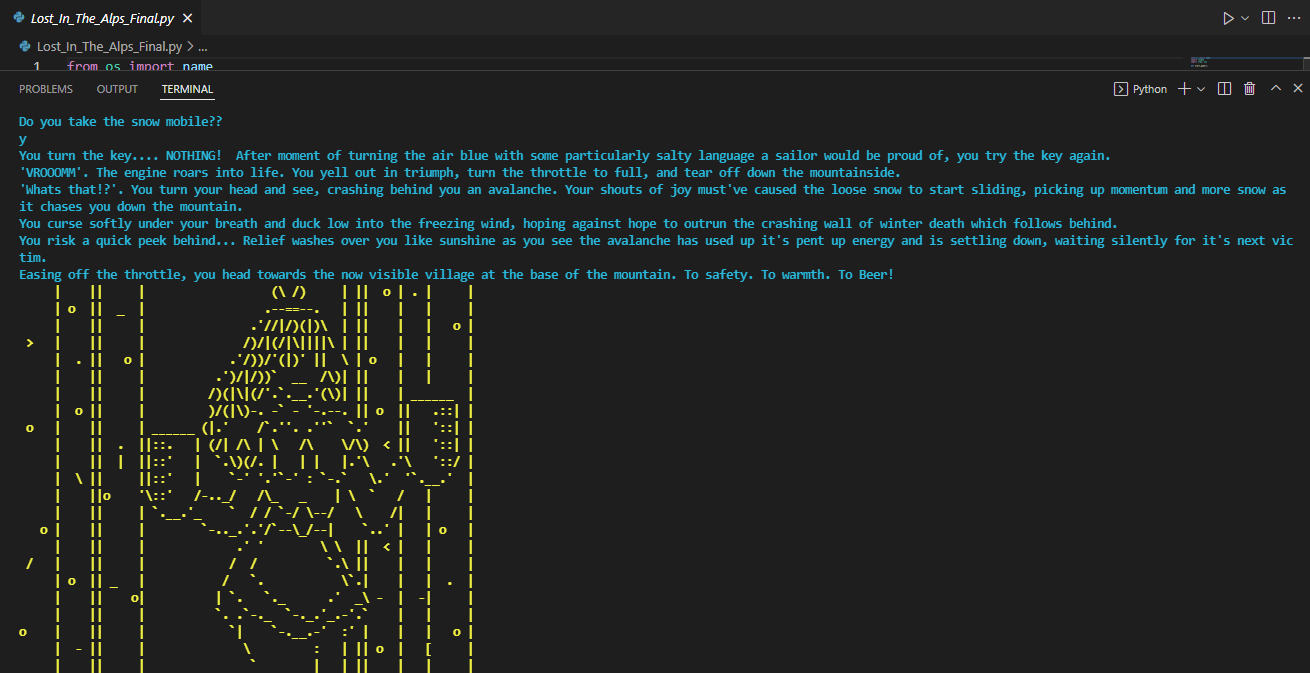 Lost_In_The_Alps_Final.py
Lost_In_The_Alps_Final.py > ...
1 from os import name
PROBLEMS OUTPUT TERMINAL Python
Do you take the snow mobile??
y
You turn the key.... NOTHING!  After moment of turning the air blue with some particularly salty language a sailor would be proud of, you try the key again.
'VROOOMM'. The engine roars into life. You yell out in triumph, turn the throttle to full, and tear off down the mountainside.
'Whats that!?'. You turn your head and see, crashing behind you an avalanche. Your shouts of joy must've caused the loose snow to start sliding, picking up momentum and more snow as
it chases you down the mountain.
You curse softly under your breath and duck low into the freezing wind, hoping against hope to outrun the crashing wall of winter death which follows behind.
You risk a quick peek behind... Relief washes over you like sunshine as you see the avalanche has used up it's pent up energy and is settling down, waiting silently for it's next vic
tim.
Easing off the throttle, you head towards the now visible village at the base of the mountain. To safety. To warmth. To Beer!